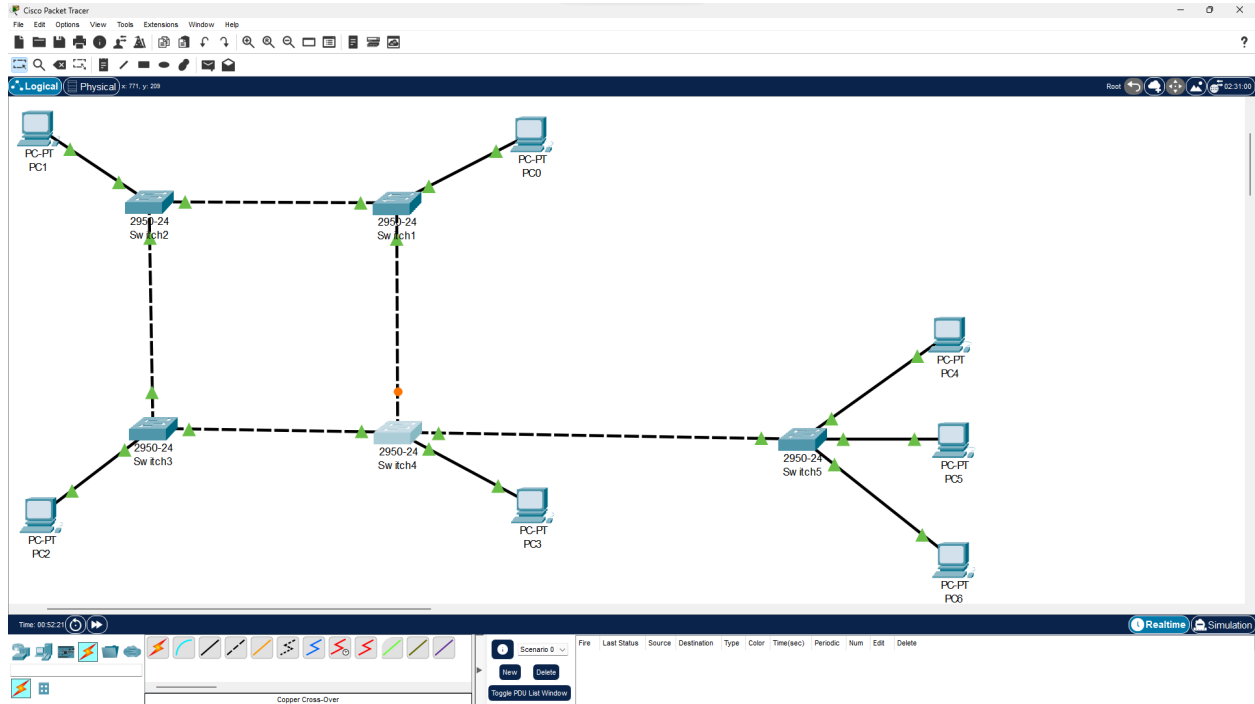 Cisco Packet Tracer
File Edit Options View Tools Extensions Window Help
?
Logical Physical x: 771, y: 209 Root 02:31:00
PC-PT
PC1
PC-PT
PC0
2950-24
Switch2
2950-24
Switch1
PC-PT
PC4
2950-24
Switch3
2950-24
Switch4
2950-24
Switch5
PC-PT
PC5
PC-PT
PC2
PC-PT
PC3
PC-PT
PC6
Time: 00:52:21 Realtime Simulation
Scenario 0 Fire Last Status Source Destination Type Color Time(sec) Periodic Num Edit Delete
New Delete
Toggle PDU List Window
Copper Cross-Over